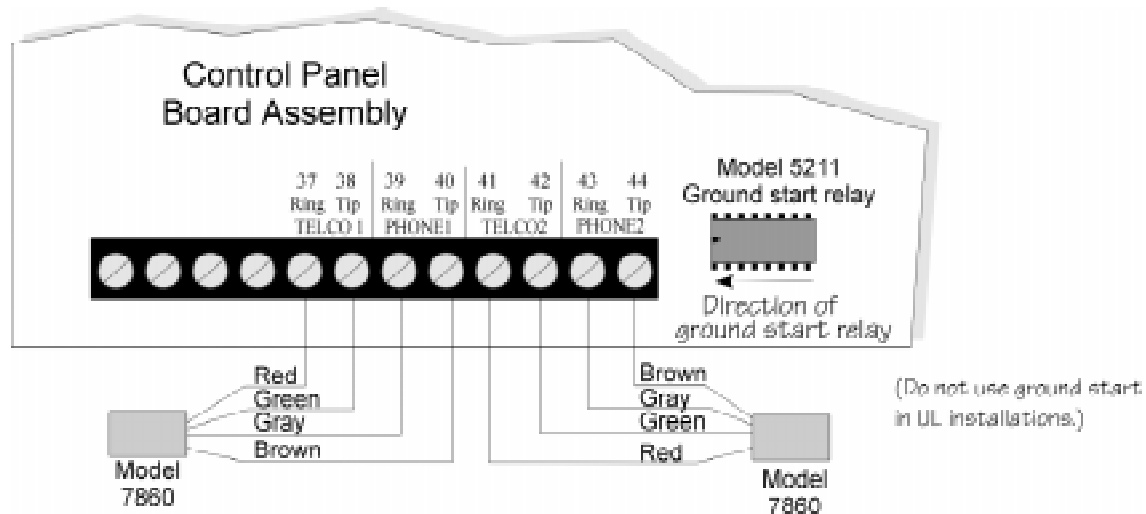 Control Panel
Board Assembly
37 38 39 40 41 42 43 44
Ring Tip Ring Tip Ring Tip Ring Tip
TELCO 1 PHONE1 TELCO2 PHONE2
Model 5211
Ground start relay
Direction of
ground start relay
Red
Green
Gray
Brown
Model
7860
Brown
Gray
Green
Red
Model
7860
(Do not use ground start
in UL installations.)